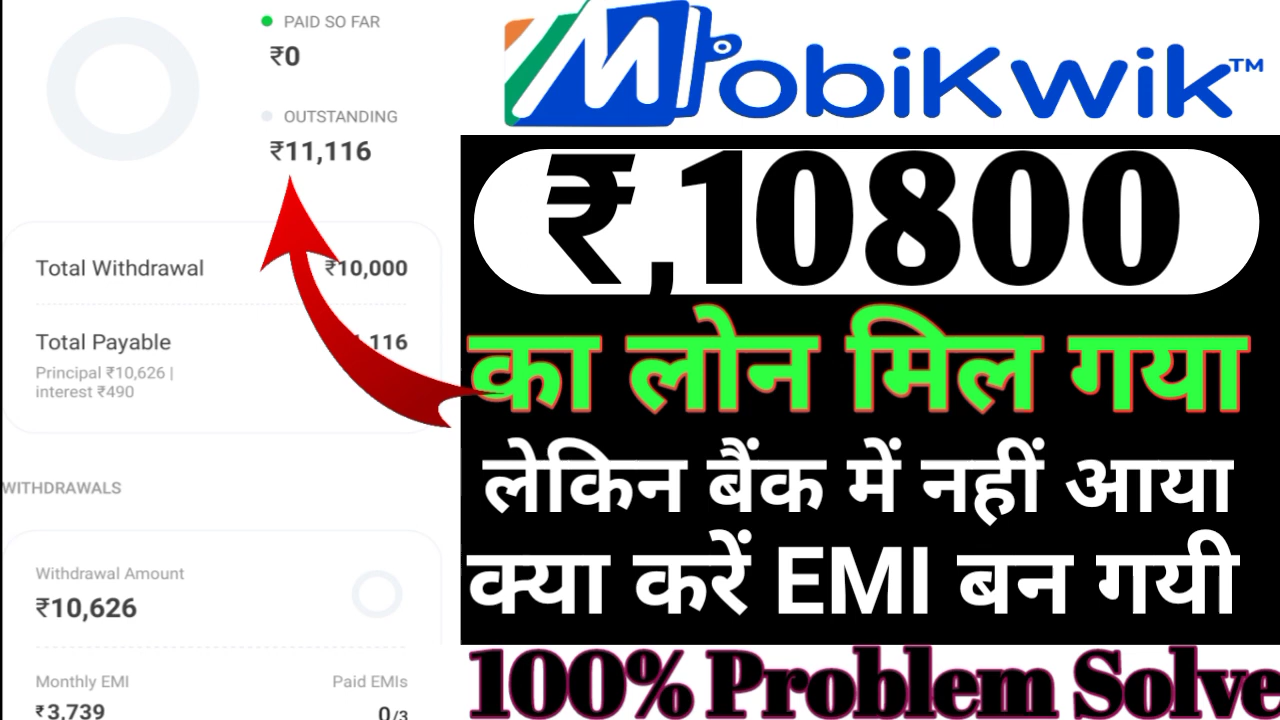 PAID SO FAR
₹0
OUTSTANDING
₹11,116
Total Withdrawal ₹10,000
Total Payable 116
Principal ₹10,626 |
interest ₹490
WITHDRAWALS
Withdrawal Amount
₹10,626
Monthly EMI Paid EMIs
₹3,739 0/3
MobiKwik™
₹,10800
का लोन मिल गया
लेकिन बैंक में नहीं आया
क्या करें EMI बन गयी
100% Problem Solve